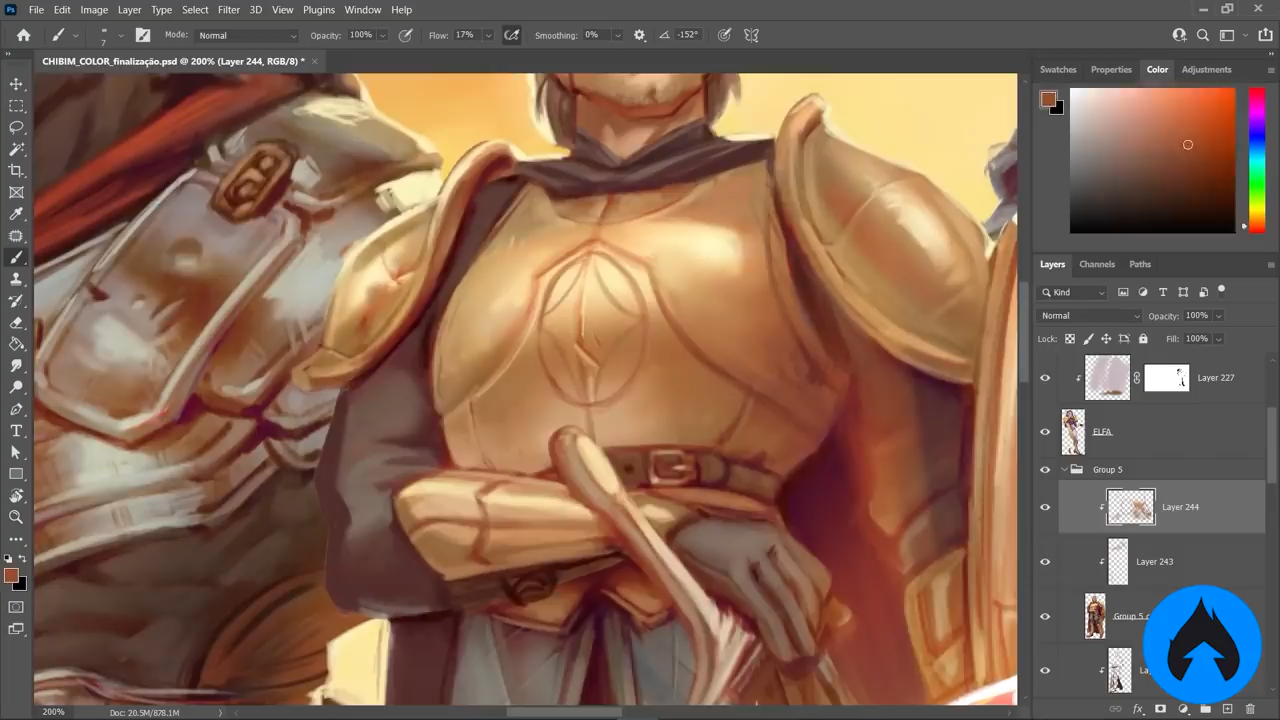 Ps File Edit Image Layer Type Select Filter 3D View Plugins Window Help
7 Mode: Normal Opacity: 100% Flow: 17% Smoothing: 0% -152°
CHIBIM_COLOR_finalização.psd @ 200% (Layer 244, RGB/8) *
Swatches Properties Color Adjustments
Layers Channels Paths
Kind
Normal Opacity: 100%
Lock: Fill: 100%
Layer 227
ELFA
Group 5
Layer 244
Layer 243
Group 5 c
200% Doc: 20.5M/878.1M